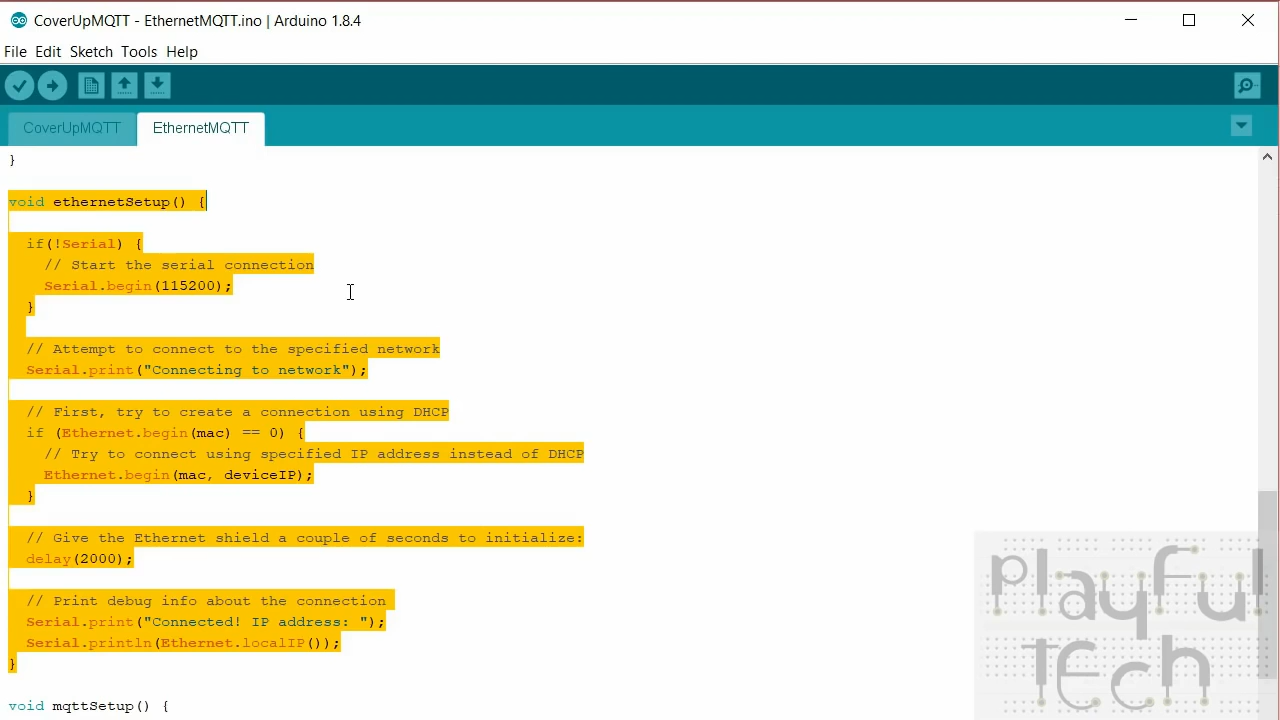 CoverUpMQTT - EthernetMQTT.ino | Arduino 1.8.4
File Edit Sketch Tools Help
CoverUpMQTT EthernetMQTT
}
void ethernetSetup() {
if(!Serial) {
// Start the serial connection
Serial.begin(115200);
}
// Attempt to connect to the specified network
Serial.print("Connecting to network");
// First, try to create a connection using DHCP
if (Ethernet.begin(mac) == 0) {
// Try to connect using specified IP address instead of DHCP
Ethernet.begin(mac, deviceIP);
}
// Give the Ethernet shield a couple of seconds to initialize:
delay(2000);
// Print debug info about the connection
Serial.print("Connected! IP address: ");
Serial.println(Ethernet.localIP());
}
void mqttSetup() {
playful
TEch